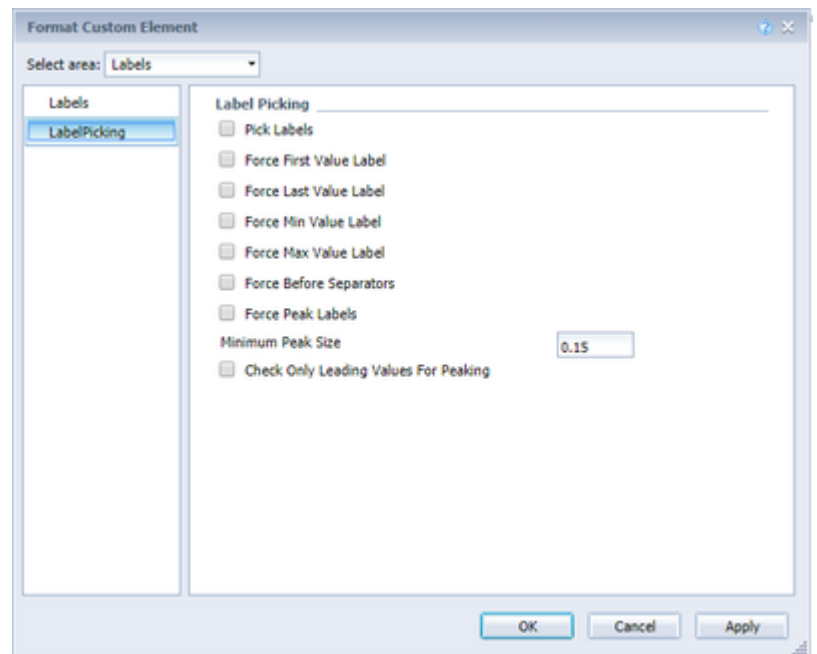 Format Custom Element
Select area: Labels
Labels
LabelPicking
Label Picking
Pick Labels
Force First Value Label
Force Last Value Label
Force Min Value Label
Force Max Value Label
Force Before Separators
Force Peak Labels
Minimum Peak Size 0.15
Check Only Leading Values For Peaking
OK Cancel Apply